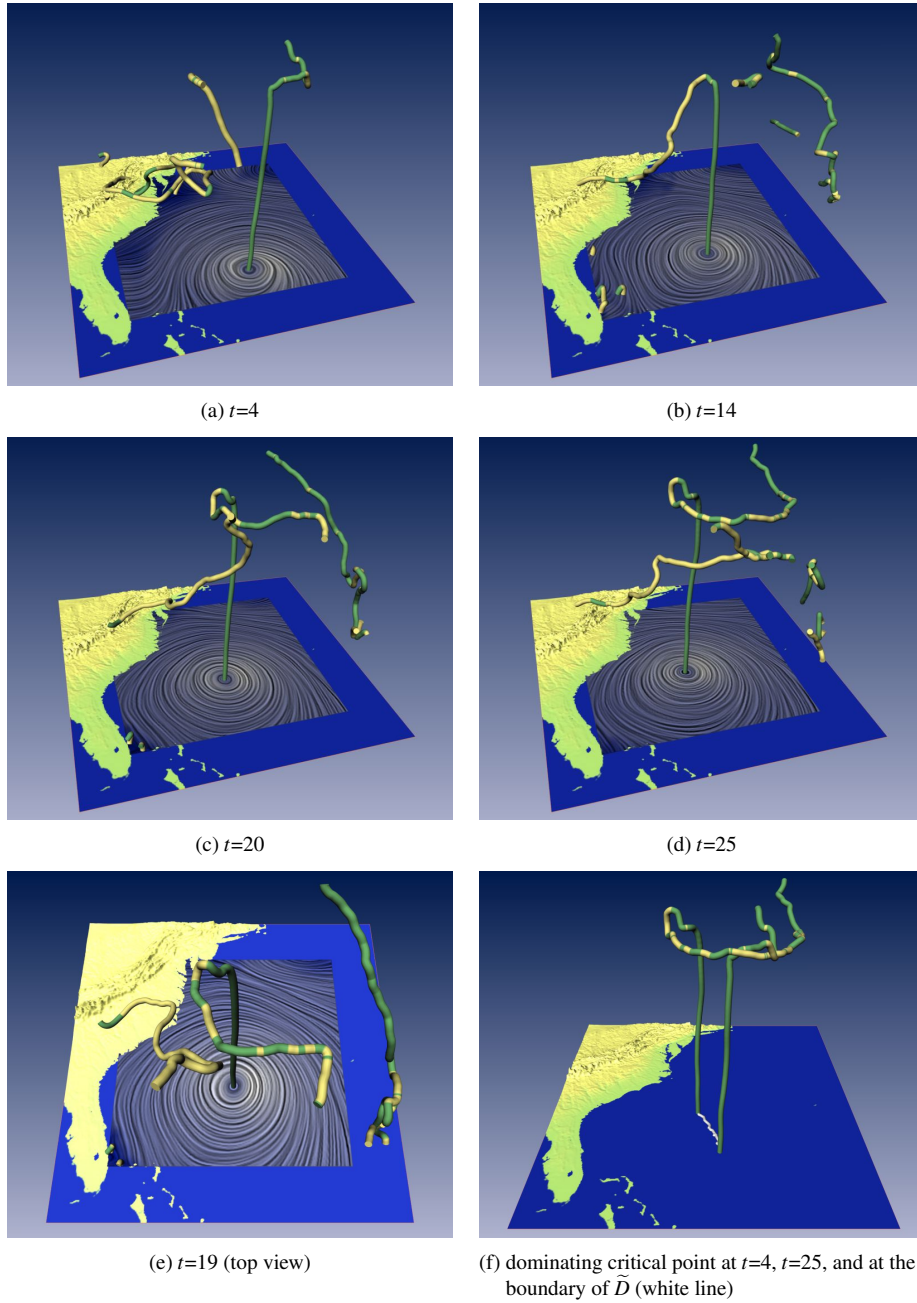 (a) t=4
(b) t=14
(c) t=20
(d) t=25
(e) t=19 (top view)
(f) dominating critical point at t=4, t=25, and at the
boundary of D̃ (white line)